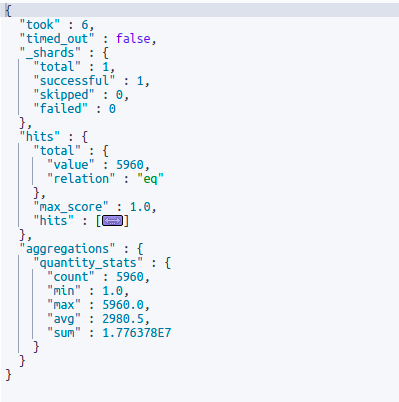 {
"took" : 6,
"timed_out" : false,
"_shards" : {
"total" : 1,
"successful" : 1,
"skipped" : 0,
"failed" : 0
},
"hits" : {
"total" : {
"value" : 5960,
"relation" : "eq"
},
"max_score" : 1.0,
"hits" : []
},
"aggregations" : {
"quantity_stats" : {
"count" : 5960,
"min" : 1.0,
"max" : 5960.0,
"avg" : 2980.5,
"sum" : 1.776378E7
}
}
}